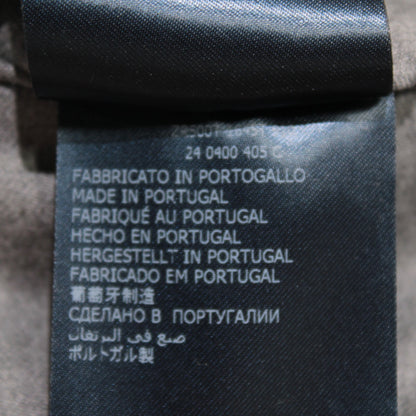 24 0400 405 C
FABBRICATO IN PORTOGALLO
MADE IN PORTUGAL
FABRIQUÉ AU PORTUGAL
HECHO EN PORTUGAL
HERGESTELLT IN PORTUGAL
FABRICADO EM PORTUGAL
葡萄牙制造
СДЕЛАНО В ПОРТУГАЛИИ
صنع في البرتغال
ポルトガル製